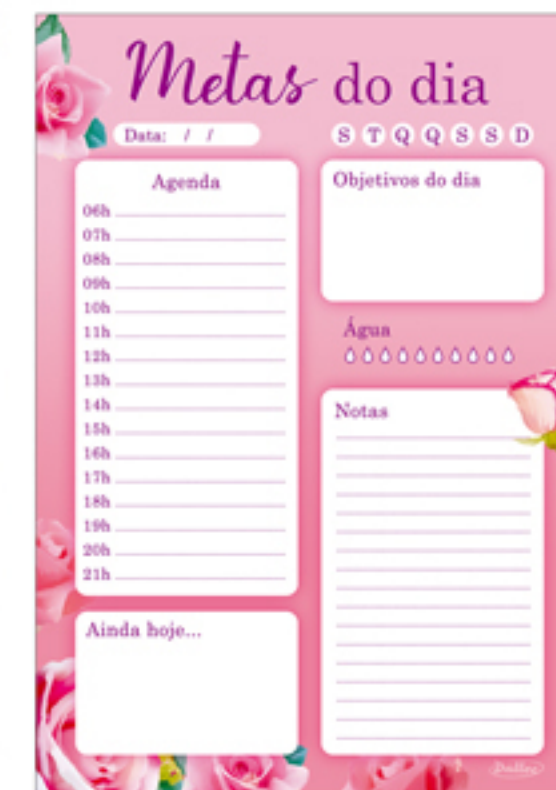 Metas do dia
Data: / /
S T Q Q S S D
Agenda
06h
07h
08h
09h
10h
11h
12h
13h
14h
15h
16h
17h
18h
19h
20h
21h
Ainda hoje...
Objetivos do dia
Água
Notas